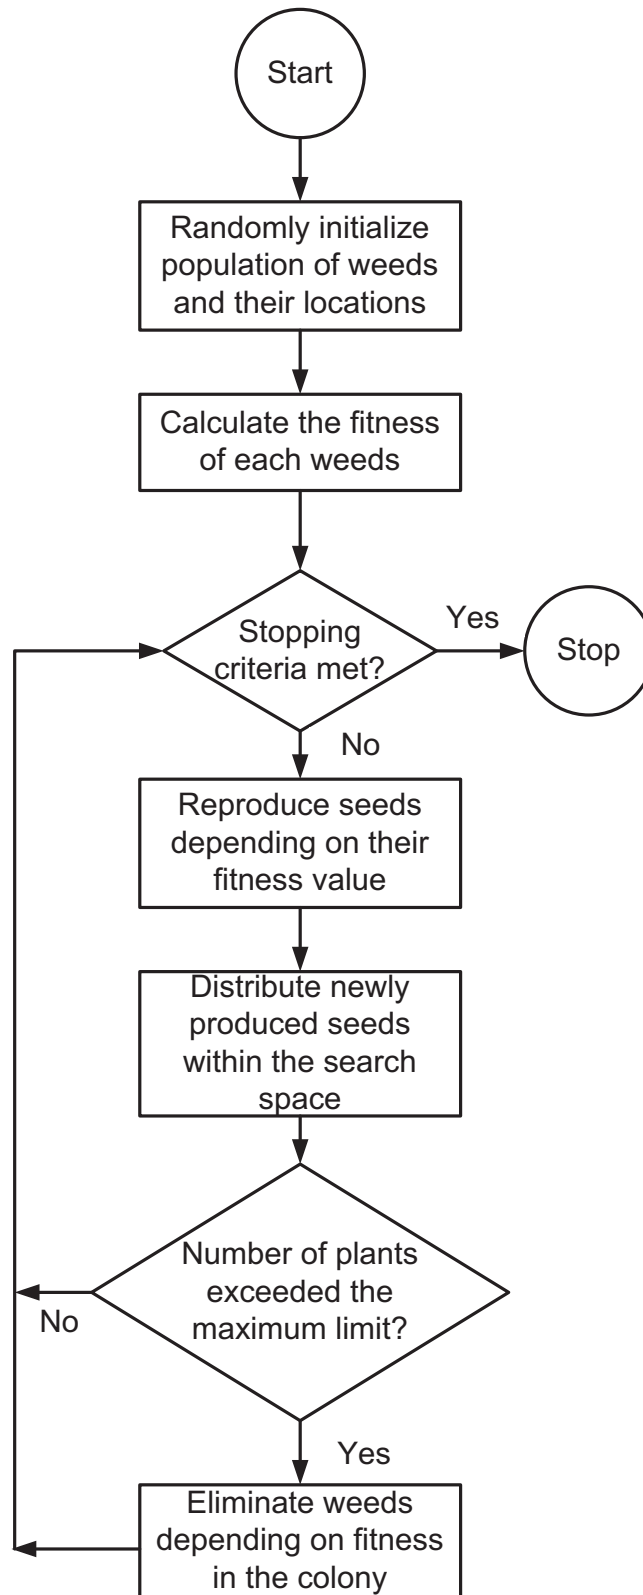 Start
Randomly initialize
population of weeds
and their locations
Calculate the fitness
of each weeds
Stopping
criteria met?
Yes
Stop
No
Reproduce seeds
depending on their
fitness value
Distribute newly
produced seeds
within the search
space
Number of plants
exceeded the
maximum limit?
No
Yes
Eliminate weeds
depending on fitness
in the colony